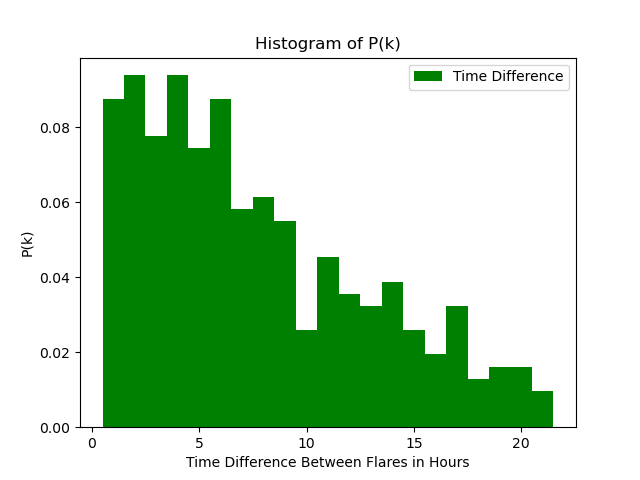 Histogram of P(k)
Time Difference
P(k)
0.08
0.06
0.04
0.02
0.00
0
5
10
15
20
Time Difference Between Flares in Hours